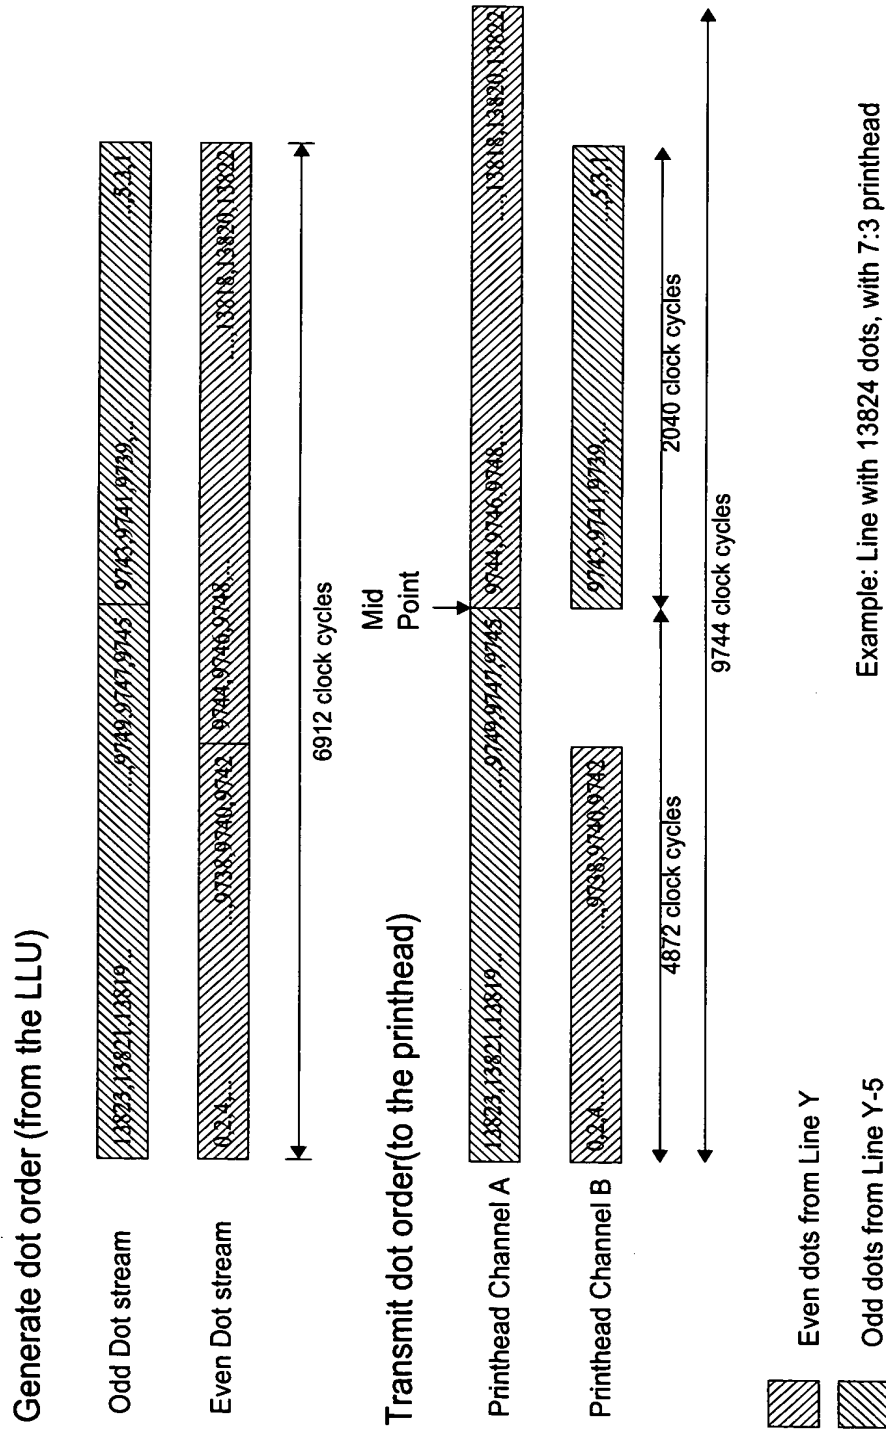 Generate dot order (from the LLU)
Odd Dot stream
13823,13821,13819...
...,9749,9747,9745
9743,9741,9739,...
...,5,3,1
Even Dot stream
0,2,4,...
...,9738,9740,9742
9744,9746,9748,...
...,13818,13820,13822
6912 clock cycles
Transmit dot order(to the printhead)
Mid
Point
Printhead Channel A
13823,13821,13819...
...,9749,9747,9745
9744,9746,9748,...
...,13818,13820,13822
Printhead Channel B
0,2,4,...
...,9738,9740,9742
9743,9741,9739,...
...,5,3,1
4872 clock cycles
2040 clock cycles
9744 clock cycles
Even dots from Line Y
Odd dots from Line Y-5
Example: Line with 13824 dots, with 7:3 printhead